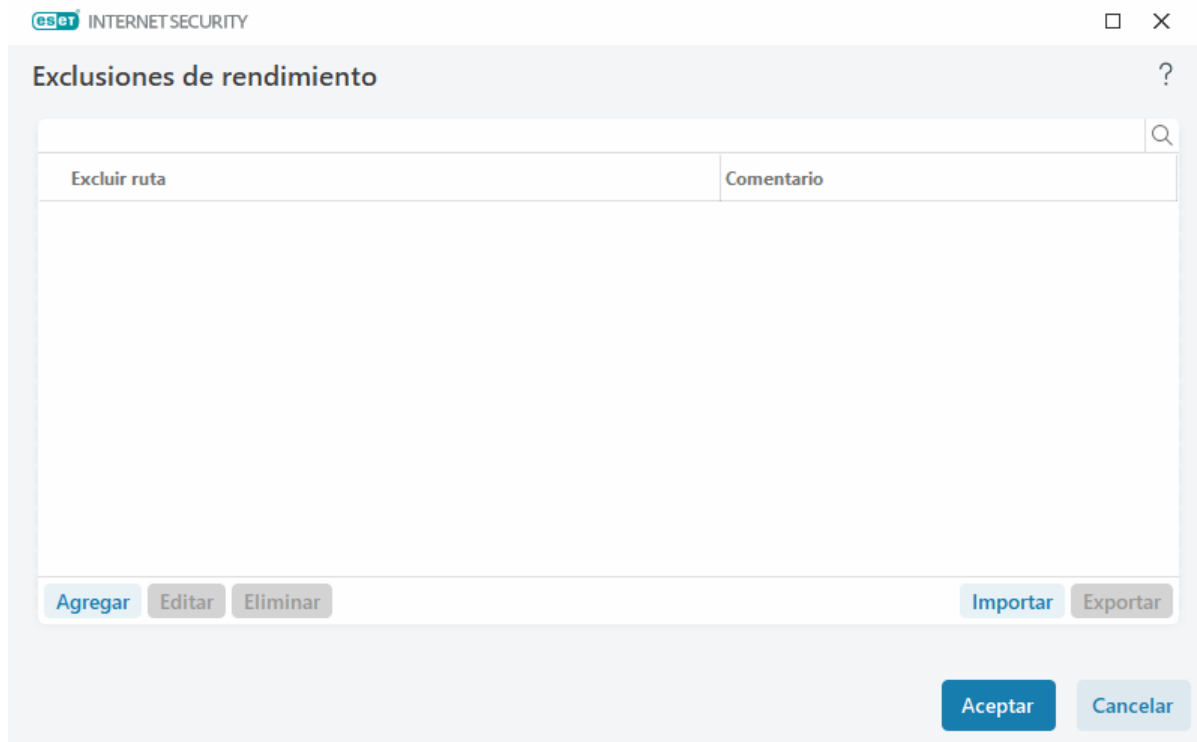 eset INTERNET SECURITY
Exclusiones de rendimiento
?
Excluir ruta Comentario
Agregar Editar Eliminar Importar Exportar
Aceptar Cancelar